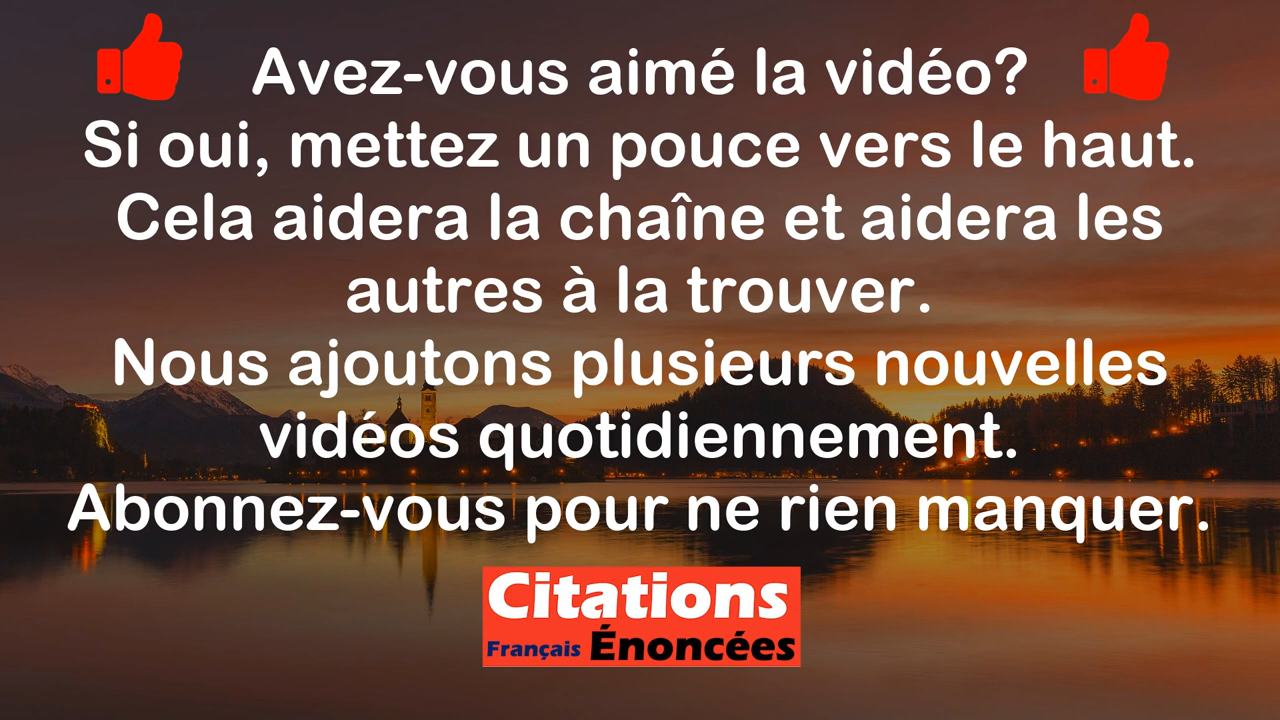 Avez-vous aimé la vidéo?
Si oui, mettez un pouce vers le haut.
Cela aidera la chaîne et aidera les
autres à la trouver.
Nous ajoutons plusieurs nouvelles
vidéos quotidiennement.
Abonnez-vous pour ne rien manquer.
Citations
Français Énoncées